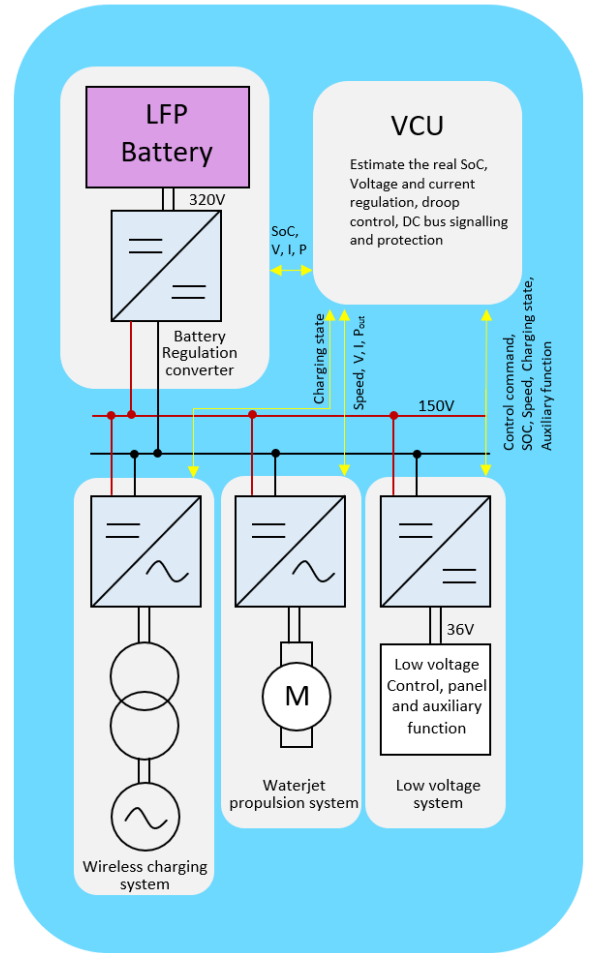 LFP
Battery
320V
Battery
Regulation
converter
VCU
Estimate the real SoC,
Voltage and current
regulation, droop
control, DC bus signalling
and protection
SoC,
V, I, P
Charging state
Speed, V, I, Pout
Control command,
SOC, Speed, Charging state,
Auxiliary function
150V
Wireless charging
system
M
Waterjet
propulsion system
36V
Low voltage
Control, panel
and auxiliary
function
Low voltage
system